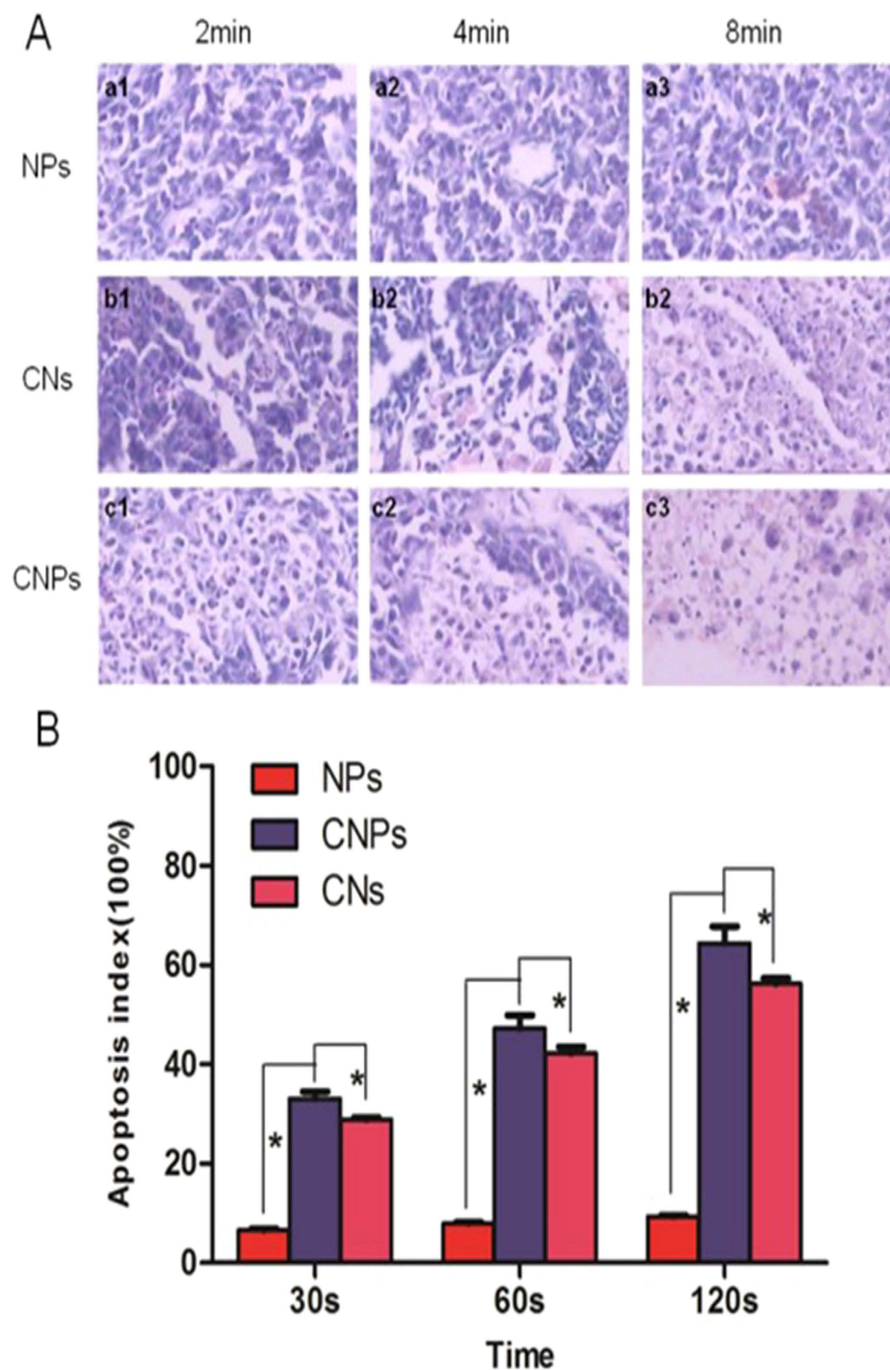 A
2min 4min 8min
NPs
a1 a2 a3
CNs
b1 b2 b2
CNPs
c1 c2 c3
B
Apoptosis index(100%)
100
80
60
40
20
0
NPs
CNPs
CNs
* *
* *
* *
30s 60s 120s
Time